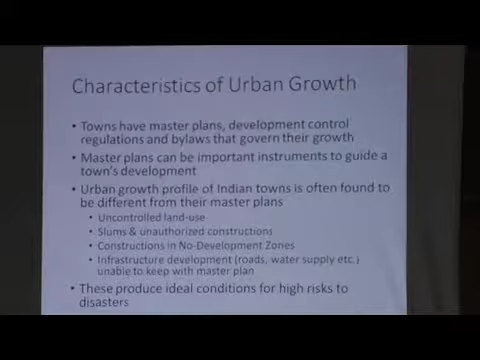 Characteristics of Urban Growth
• Towns have master plans, development control
regulations and bylaws that govern their growth
• Master plans can be important instruments to guide a
town's development
• Urban growth profile of Indian towns is often found to
be different from their master plans
• Uncontrolled land-use
• Slums & unauthorized constructions
• Constructions in No-Development Zones
• Infrastructure development (roads, water supply etc.)
unable to keep with master plan
• These produce ideal conditions for high risks to
disasters